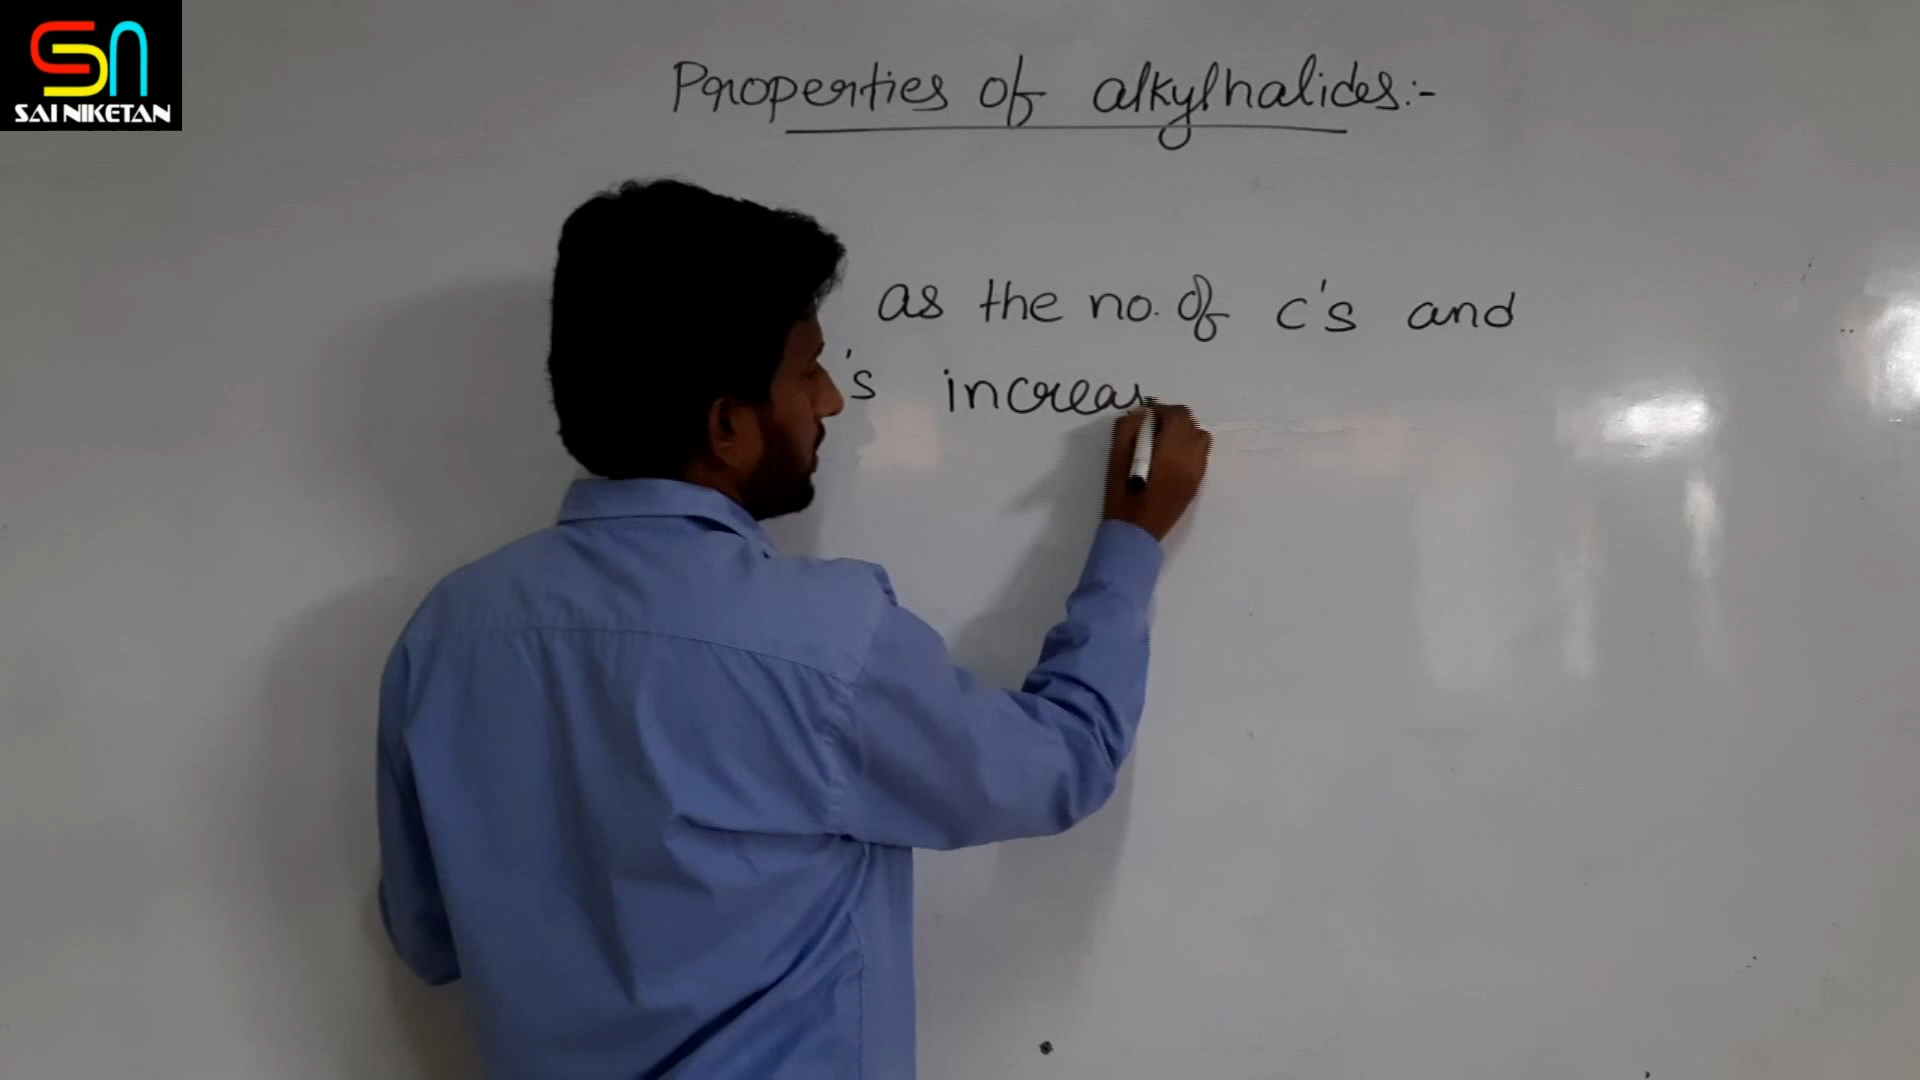 SN
SAI NIKETAN
Properties of alkylhalides:-
as the no. of c's and
's increas